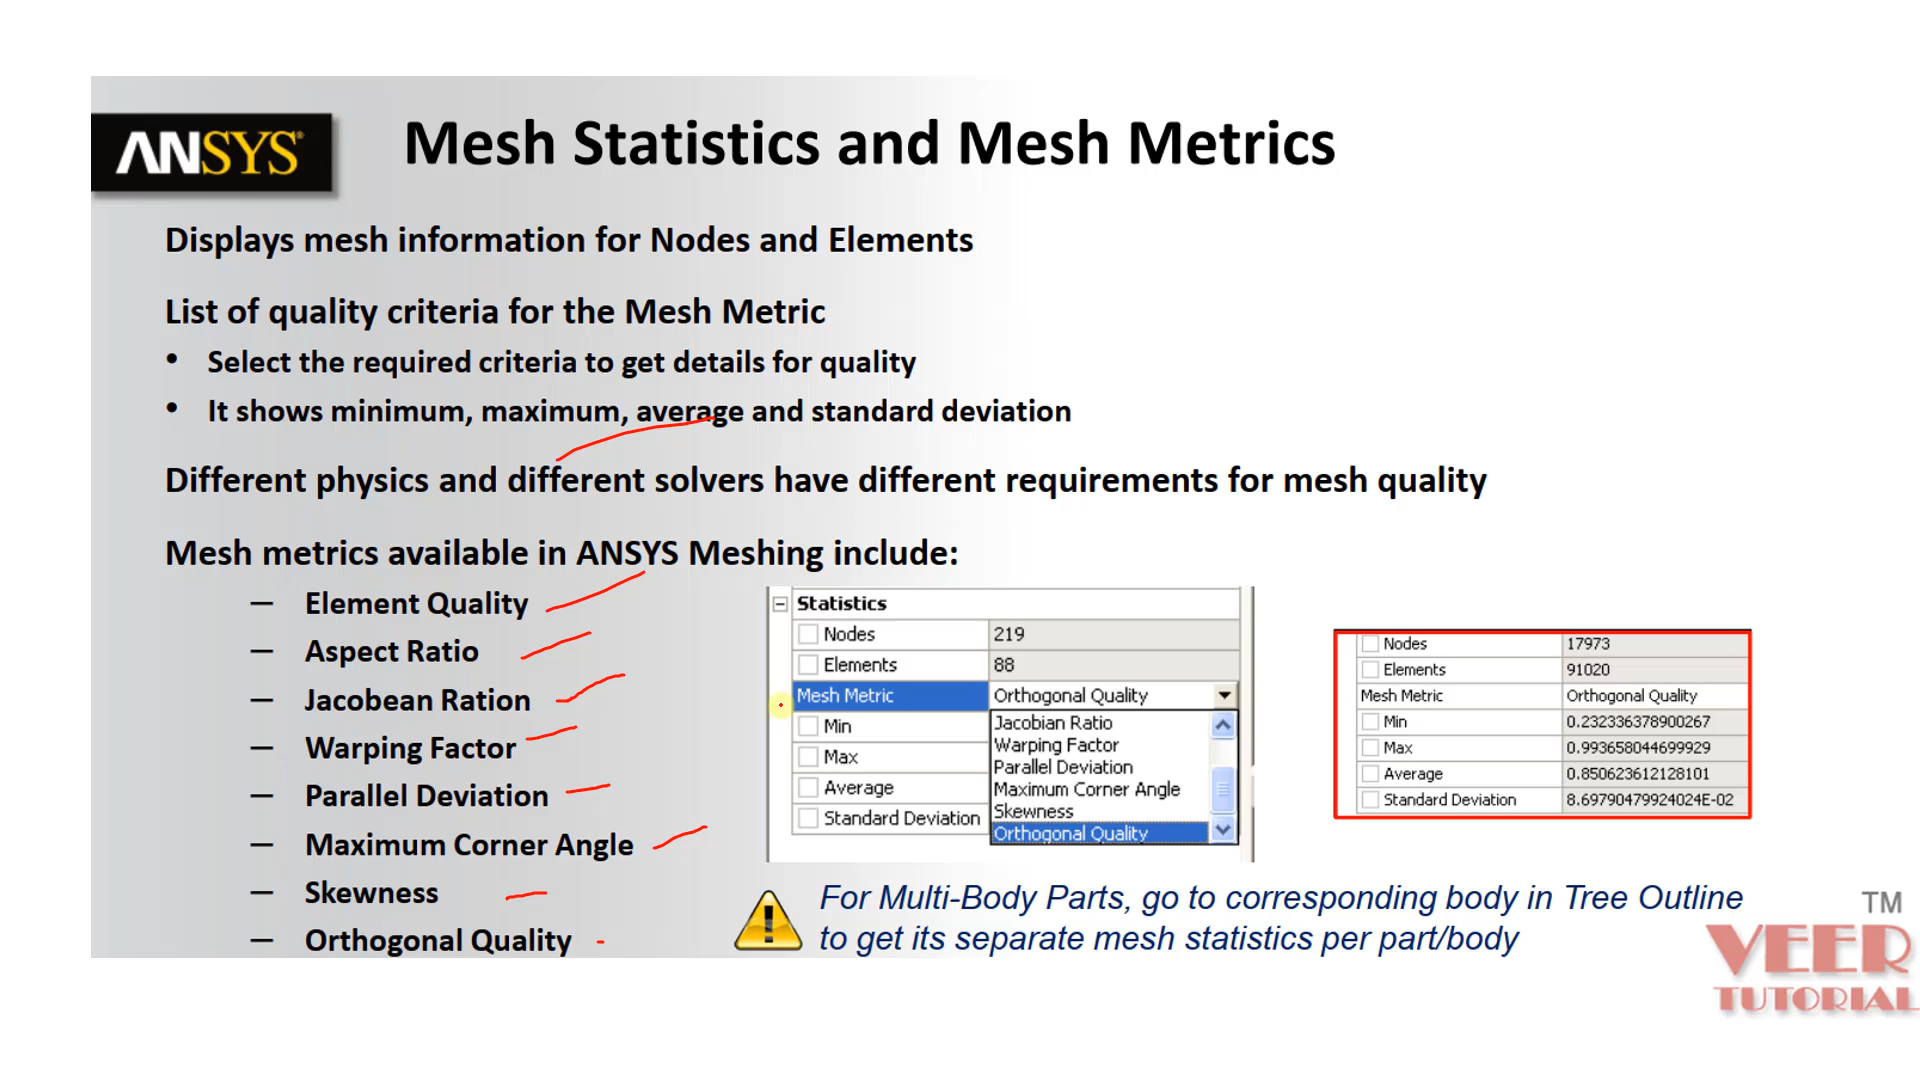 ANSYS®
Mesh Statistics and Mesh Metrics
Displays mesh information for Nodes and Elements
List of quality criteria for the Mesh Metric
• Select the required criteria to get details for quality
• It shows minimum, maximum, average and standard deviation
Different physics and different solvers have different requirements for mesh quality
Mesh metrics available in ANSYS Meshing include:
– Element Quality
– Aspect Ratio
– Jacobean Ration
– Warping Factor
– Parallel Deviation
– Maximum Corner Angle
– Skewness
– Orthogonal Quality
Statistics
Nodes 219
Elements 88
Mesh Metric Orthogonal Quality
Min
Max
Average
Standard Deviation
Jacobian Ratio
Warping Factor
Parallel Deviation
Maximum Corner Angle
Skewness
Orthogonal Quality
Nodes 17973
Elements 91020
Mesh Metric Orthogonal Quality
Min 0.232336378900267
Max 0.993658044699929
Average 0.850623612128101
Standard Deviation 8.69790479924024E-02
For Multi-Body Parts, go to corresponding body in Tree Outline
to get its separate mesh statistics per part/body
TM
VEER
TUTORIAL